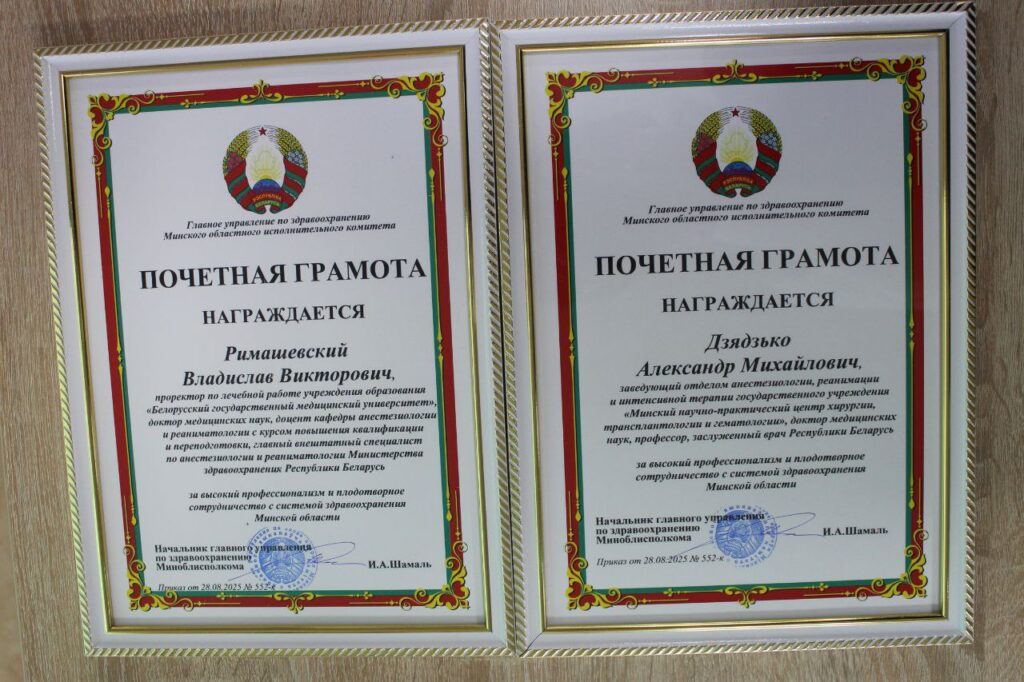 РЭСПУБЛІКА
БЕЛАРУСЬ
Главное управление по здравоохранению
Минского областного исполнительного комитета
ПОЧЕТНАЯ ГРАМОТА
НАГРАЖДАЕТСЯ
Римашевский
Владислав Викторович,
проректор по лечебной работе учреждения образования
«Белорусский государственный медицинский университет»,
доктор медицинских наук, доцент кафедры анестезиологии
и реаниматологии с курсом повышения квалификации
и переподготовки, главный внештатный специалист
по анестезиологии и реаниматологии Министерства
здравоохранения Республики Беларусь
за высокий профессионализм и плодотворное
сотрудничество с системой здравоохранения
Минской области
Начальник главного управления
по здравоохранению
Миноблисполкома
И.А.Шамаль
Приказ от 28.08.2025 № 552-к
РЭСПУБЛІКА
БЕЛАРУСЬ
Главное управление по здравоохранению
Минского областного исполнительного комитета
ПОЧЕТНАЯ ГРАМОТА
НАГРАЖДАЕТСЯ
Дзядзько
Александр Михайлович,
заведующий отделом анестезиологии, реанимации
и интенсивной терапии государственного учреждения
«Минский научно-практический центр хирургии,
трансплантологии и гематологии», доктор медицинских
наук, профессор, заслуженный врач Республики Беларусь
за высокий профессионализм и плодотворное
сотрудничество с системой здравоохранения
Минской области
Начальник главного управления
по здравоохранению
Миноблисполкома
И.А.Шамаль
Приказ от 28.08.2025 № 552-к